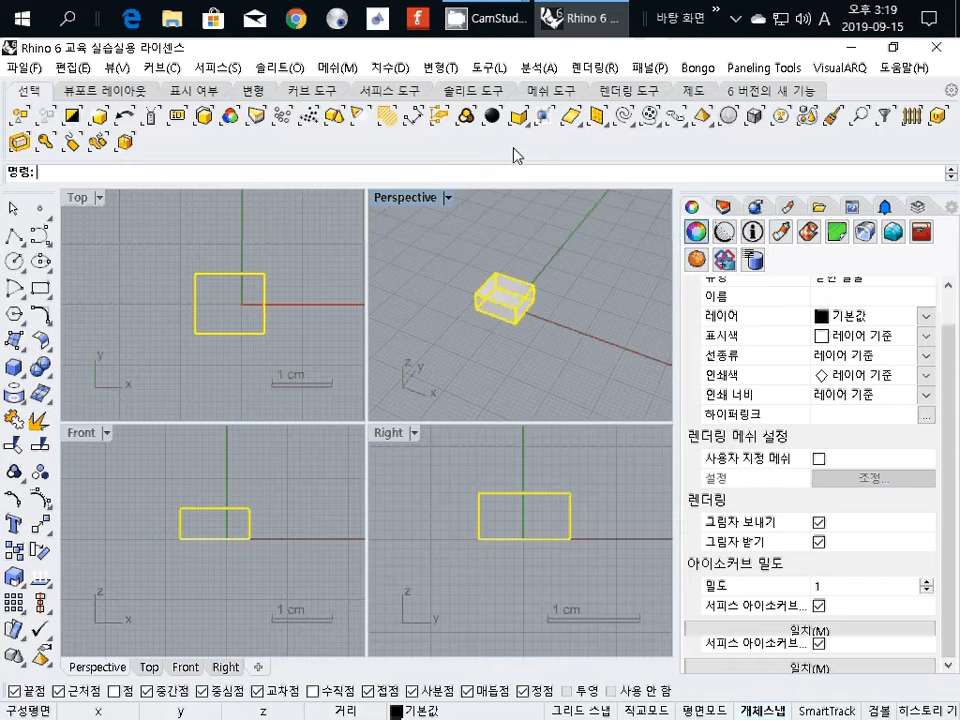 CamStud...
Rhino 6 ...
바탕 화면
A
오후 3:19
2019-09-15
Rhino 6 교육 실습실용 라이센스
파일(F) 편집(E) 뷰(V) 커브(C) 서피스(S) 솔리트(O) 메쉬(M) 치수(D) 변형(T) 도구(L) 분석(A) 렌더링(R) 패널(P) Bongo Paneling Tools VisualARQ 도움말(H)
선택 뷰포트 레이아웃 표시 여부 변형 커브 도구 서피스 도구 솔리드 도구 메쉬 도구 렌더링 도구 제도 6 버전의 새 기능
명령:
Top
Perspective
y
x
1 cm
z
y
x
Front
Right
z
x
1 cm
z
y
1 cm
이름
레이어 기본값
표시색 레이어 기준
선종류 레이어 기준
인쇄색 레이어 기준
인쇄 너비 레이어 기준
하이퍼링크 ...
렌더링 메쉬 설정
사용자 지정 메쉬
설정 조정...
렌더링
그림자 보내기
그림자 받기
아이소커브 밀도
밀도 1
서피스 아이소커브...
일치(M)
서피스 아이소커브...
일치(M)
Perspective Top Front Right
끝점 근처점 점 중간점 중심점 교차점 수직점 접점 사분점 매듭점 정점 투영 사용 안 함
구성평면 x y z 거리 기본값 그리드 스냅 직교모드 평면모드 개체스냅 SmartTrack 검볼 히스토리 기